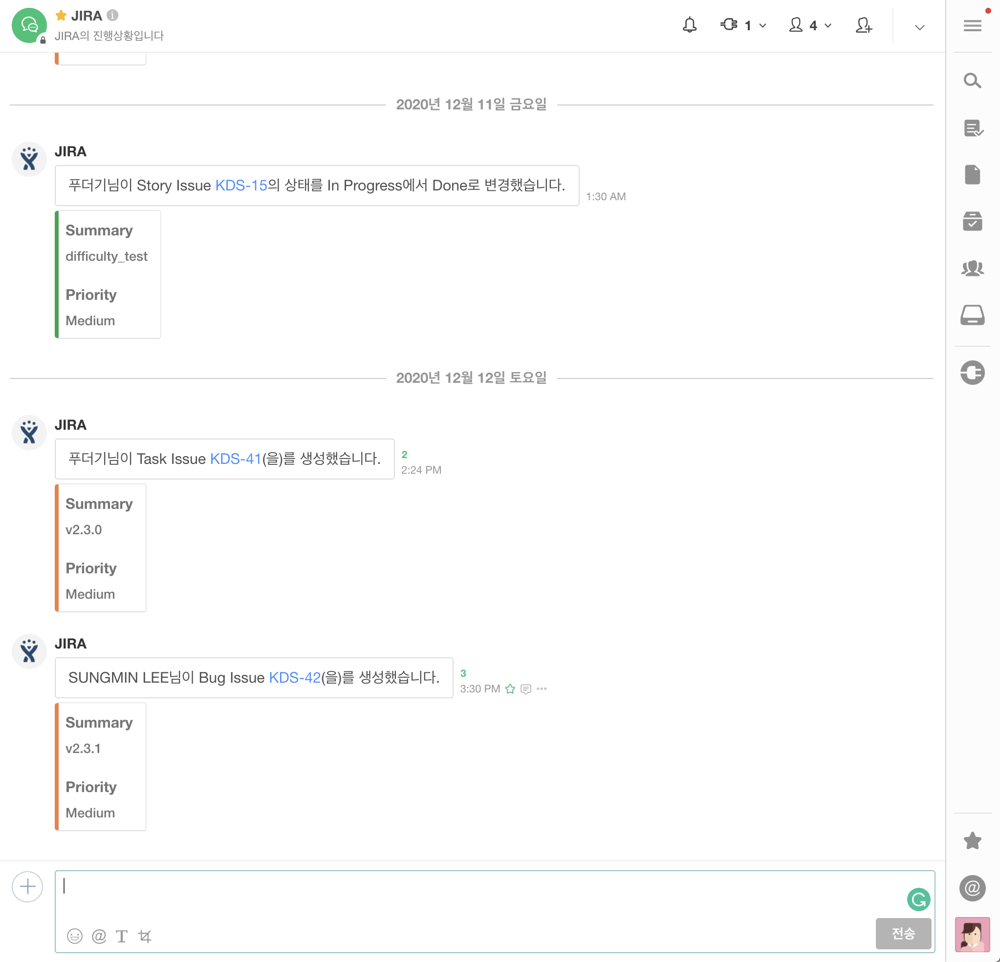 JIRA
JIRA의 진행상황입니다
1
4
2020년 12월 11일 금요일
JIRA
푸더기님이 Story Issue KDS-15의 상태를 In Progress에서 Done로 변경했습니다.
1:30 AM
Summary
difficulty_test
Priority
Medium
2020년 12월 12일 토요일
JIRA
푸더기님이 Task Issue KDS-41(을)를 생성했습니다.
2
2:24 PM
Summary
v2.3.0
Priority
Medium
JIRA
SUNGMIN LEE님이 Bug Issue KDS-42(을)를 생성했습니다.
3
3:30 PM
Summary
v2.3.1
Priority
Medium
전송